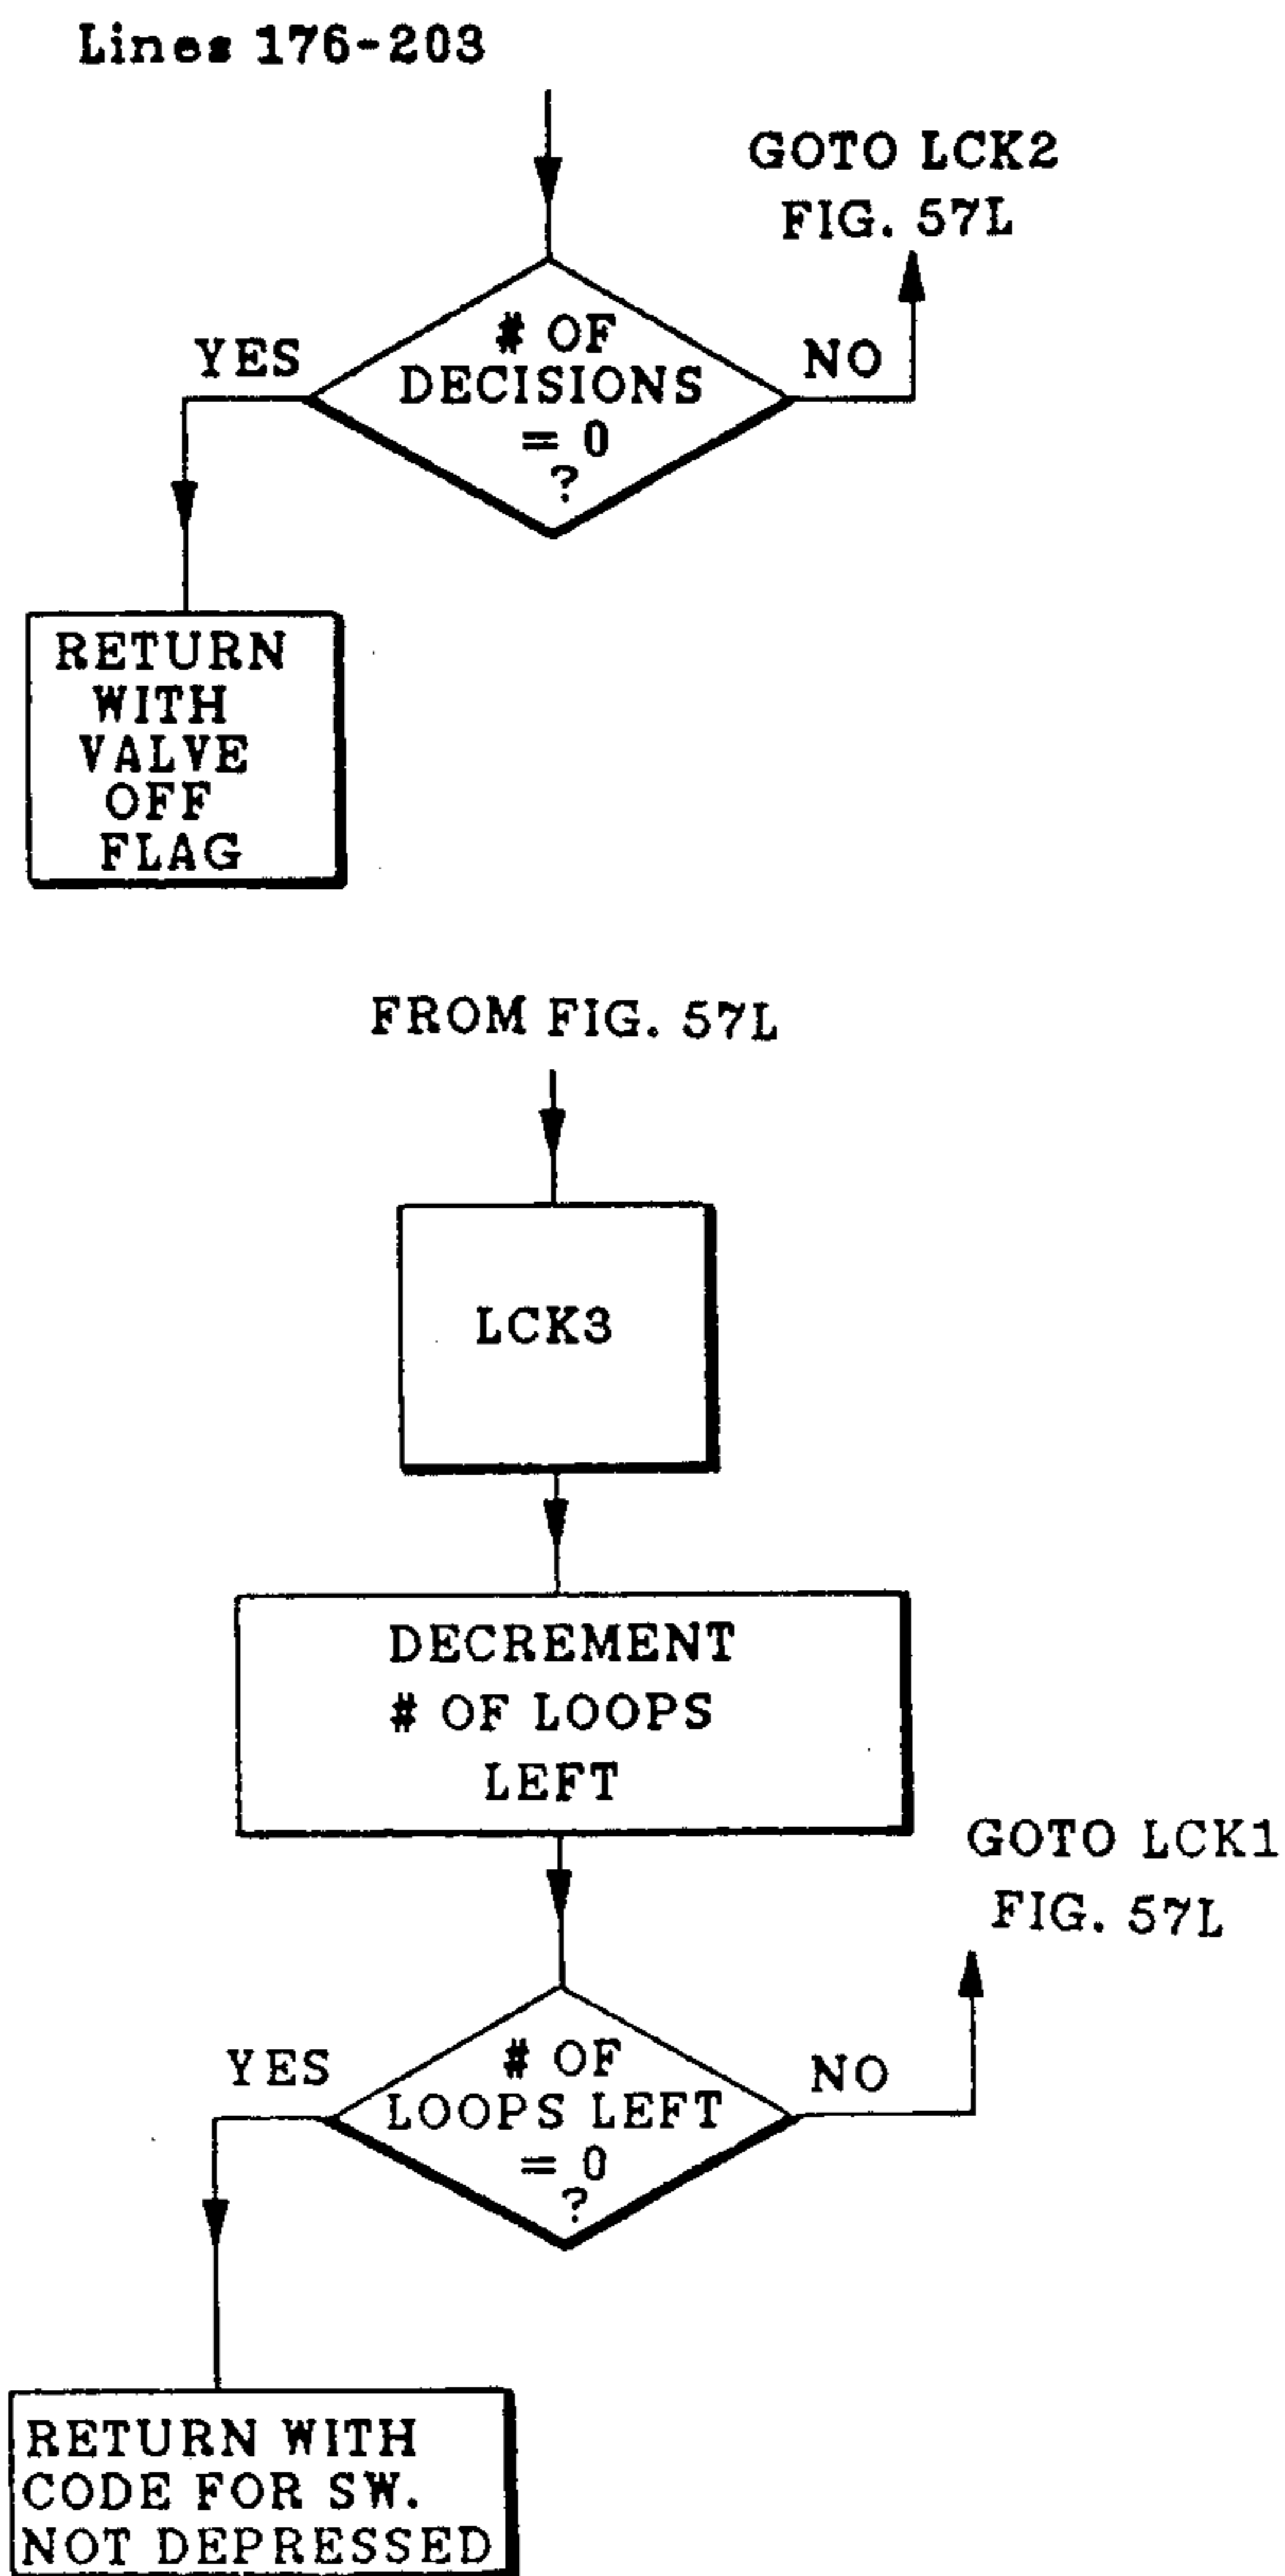 Lines 176-203
GOTO LCK2
FIG. 57L
YES
# OF
DECISIONS
= 0
?
NO
RETURN
WITH
VALVE
OFF
FLAG
FROM FIG. 57L
LCK3
DECREMENT
# OF LOOPS
LEFT
GOTO LCK1
FIG. 57L
YES
# OF
LOOPS LEFT
= 0
?
NO
RETURN WITH
CODE FOR SW.
NOT DEPRESSED